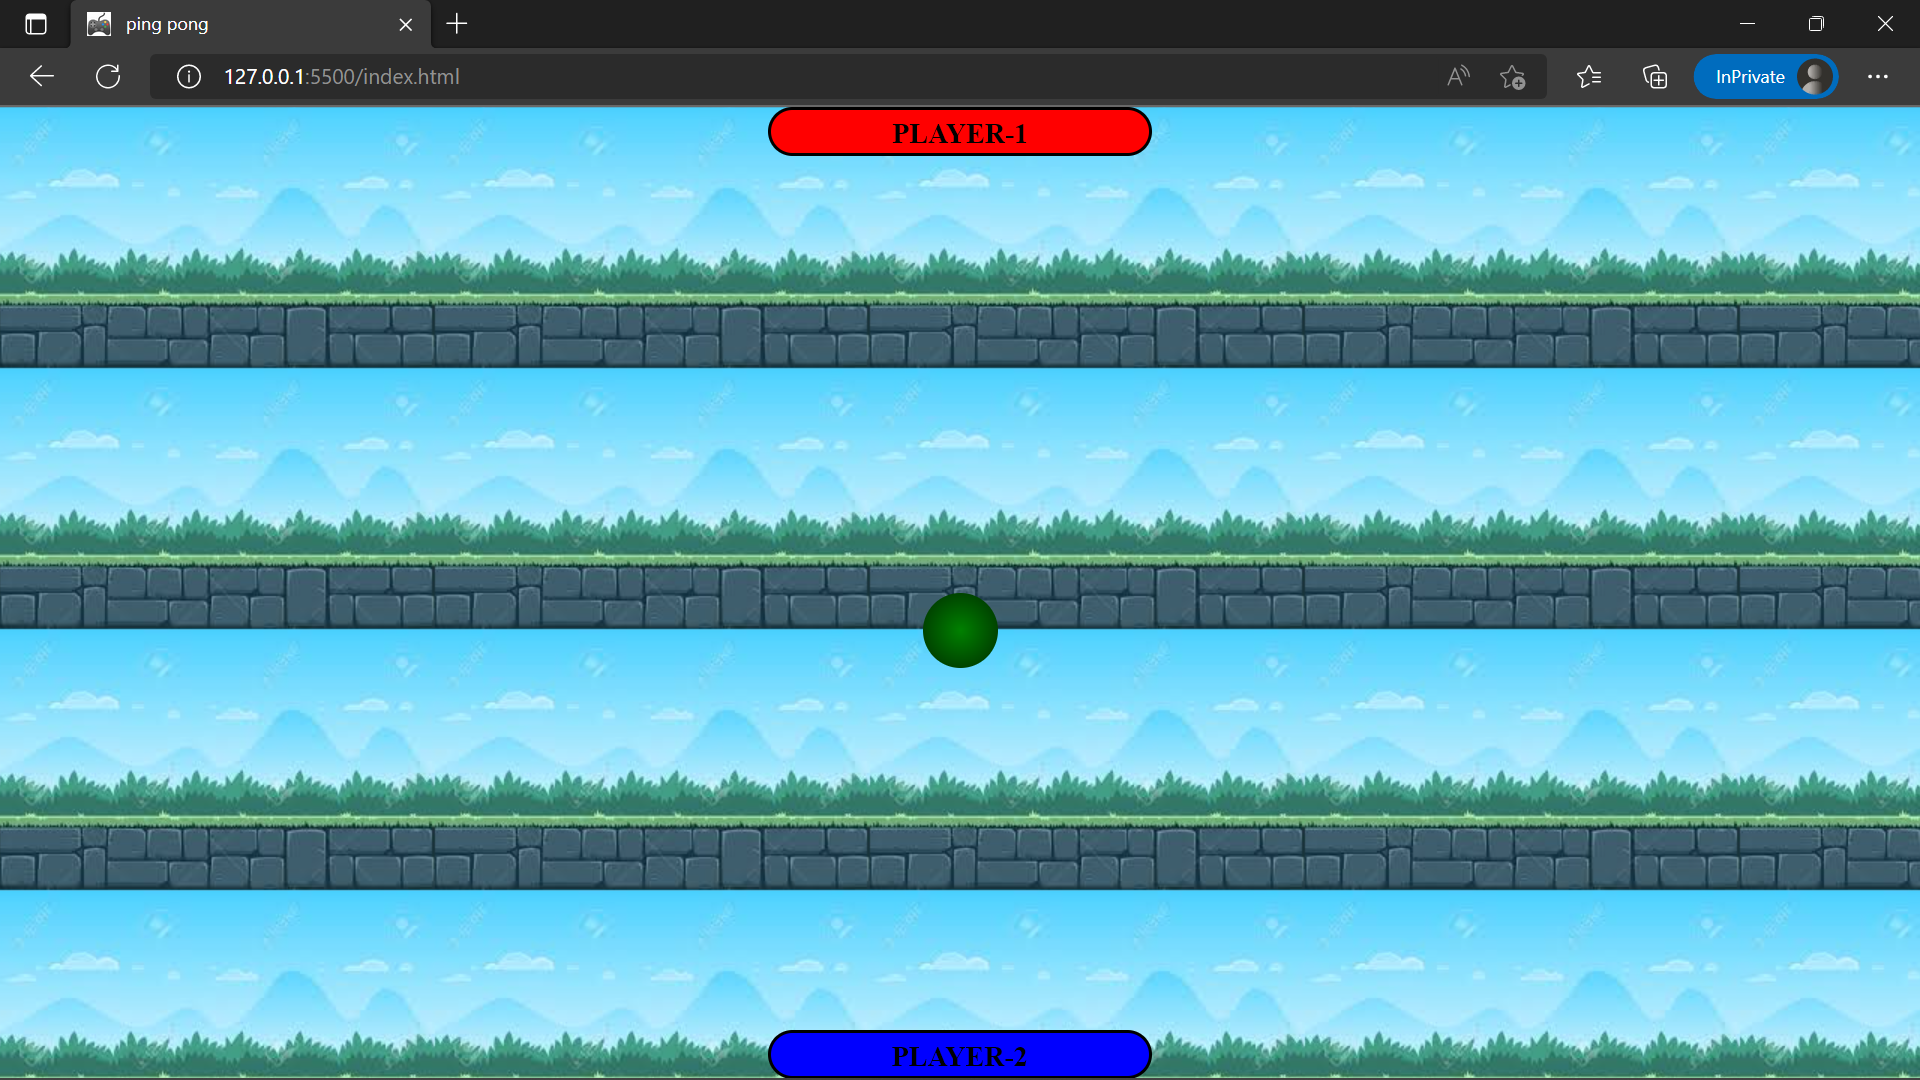 ping pong
127.0.0.1:5500/index.html
InPrivate
PLAYER-1
PLAYER-2